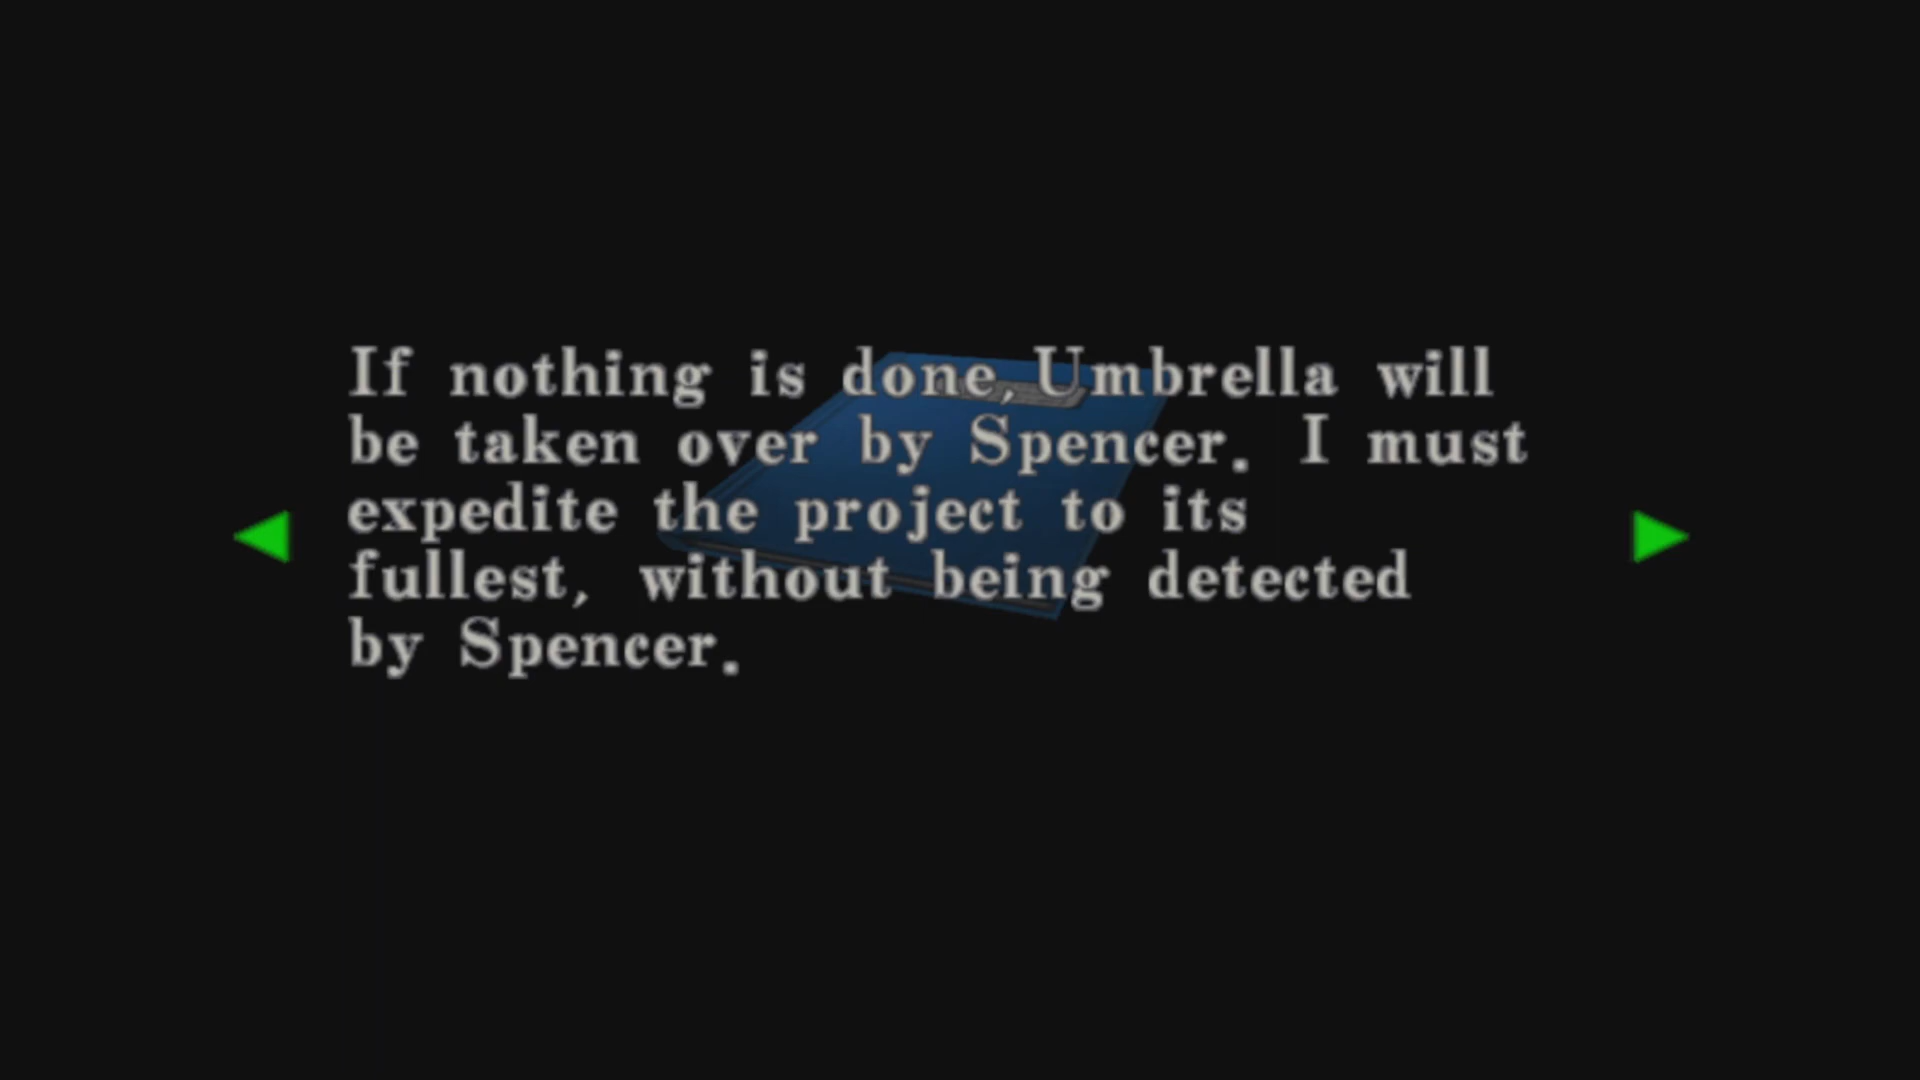 If nothing is done,Umbrella will
be taken over by Spencer. I must
expedite the project to its
fullest, without being detected
by Spencer.